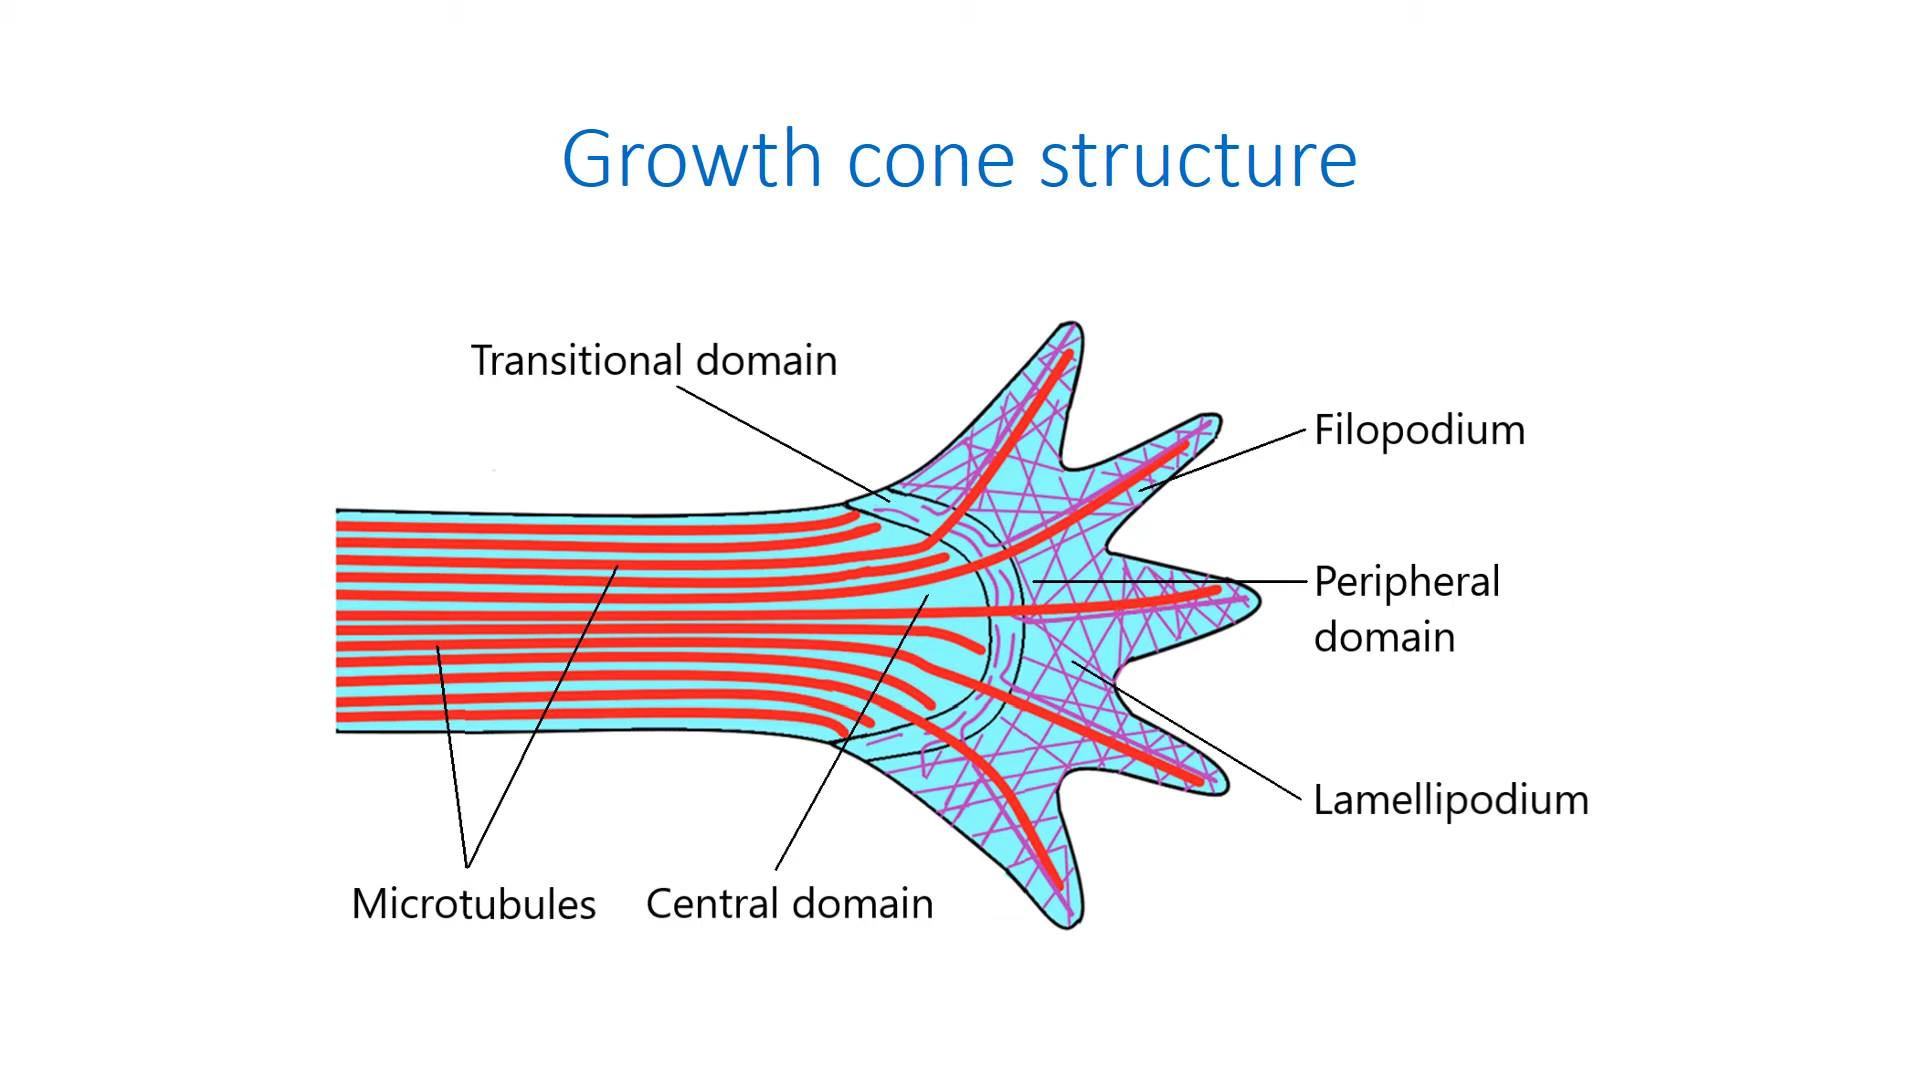 Growth cone structure
Transitional domain
Filopodium
Peripheral
domain
Lamellipodium
Microtubules
Central domain